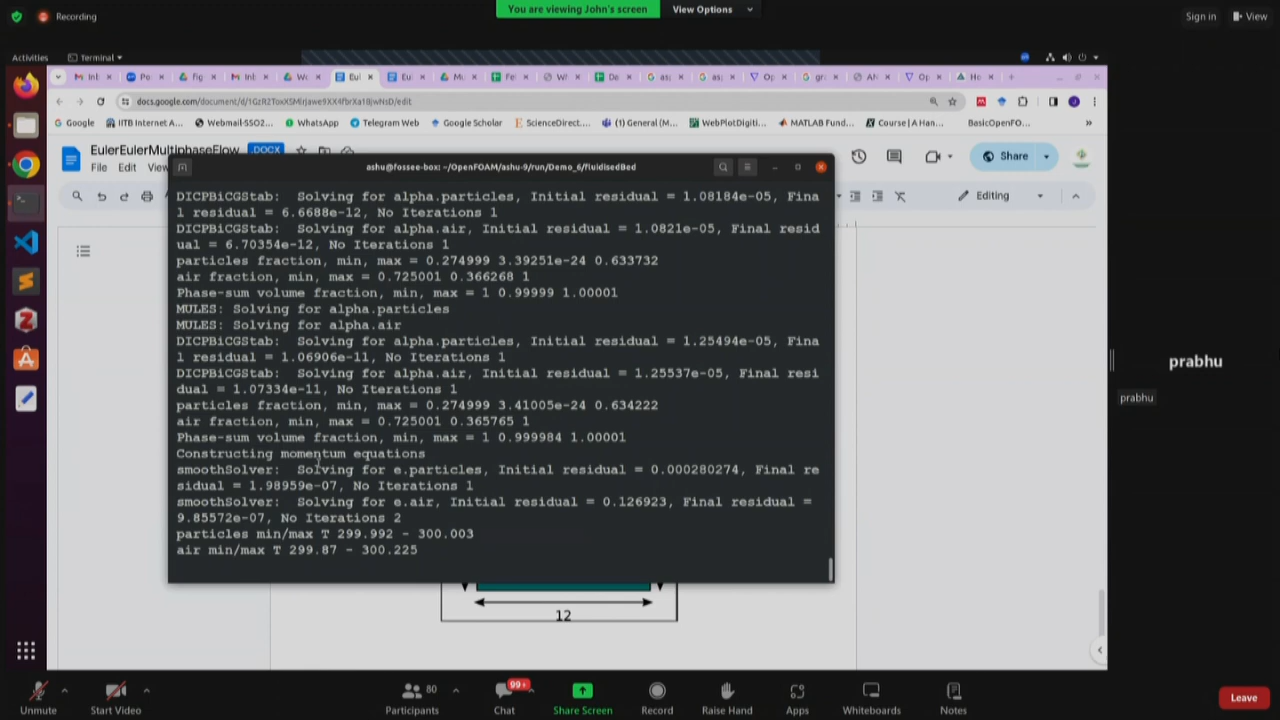 Recording
You are viewing John's screen
View Options
Sign in
View
Activities
Terminal
Po
Eul
docs.google.com/document/d/1GzR2ToxXSMlrjawe9XX4fbrXa18jwNsD/edit
Google
IITB Internet A...
Webmail-SSO2...
WhatsApp
Telegram Web
Google Scholar
ScienceDirect....
(1) General (M...
WebPlotDigiti...
MATLAB Fund...
Course | A Han...
BasicOpenFO...
EulerEulerMultiphaseFlow
.DOCX
File
Edit
View
Share
Editing
ashu@fossee-box: ~/OpenFOAM/ashu-9/run/Demo_6/fluidisedBed
DICPBiCGStab:  Solving for alpha.particles, Initial residual = 1.08184e-05, Fina
l residual = 6.6688e-12, No Iterations 1
DICPBiCGStab:  Solving for alpha.air, Initial residual = 1.0821e-05, Final resid
ual = 6.70354e-12, No Iterations 1
particles fraction, min, max = 0.274999 3.39251e-24 0.633732
air fraction, min, max = 0.725001 0.366268 1
Phase-sum volume fraction, min, max = 1 0.99999 1.00001
MULES: Solving for alpha.particles
MULES: Solving for alpha.air
DICPBiCGStab:  Solving for alpha.particles, Initial residual = 1.25494e-05, Fina
l residual = 1.06906e-11, No Iterations 1
DICPBiCGStab:  Solving for alpha.air, Initial residual = 1.25537e-05, Final resi
dual = 1.07334e-11, No Iterations 1
particles fraction, min, max = 0.274999 3.41005e-24 0.634222
air fraction, min, max = 0.725001 0.365765 1
Phase-sum volume fraction, min, max = 1 0.999984 1.00001
Constructing momentum equations
smoothSolver:  Solving for e.particles, Initial residual = 0.000280274, Final re
sidual = 1.98959e-07, No Iterations 1
smoothSolver:  Solving for e.air, Initial residual = 0.126923, Final residual =
9.85572e-07, No Iterations 2
particles min/max T 299.992 - 300.003
air min/max T 299.87 - 300.225
12
prabhu
prabhu
Unmute
Start Video
80
Participants
99+
Chat
Share Screen
Record
Raise Hand
Apps
Whiteboards
Notes
Leave